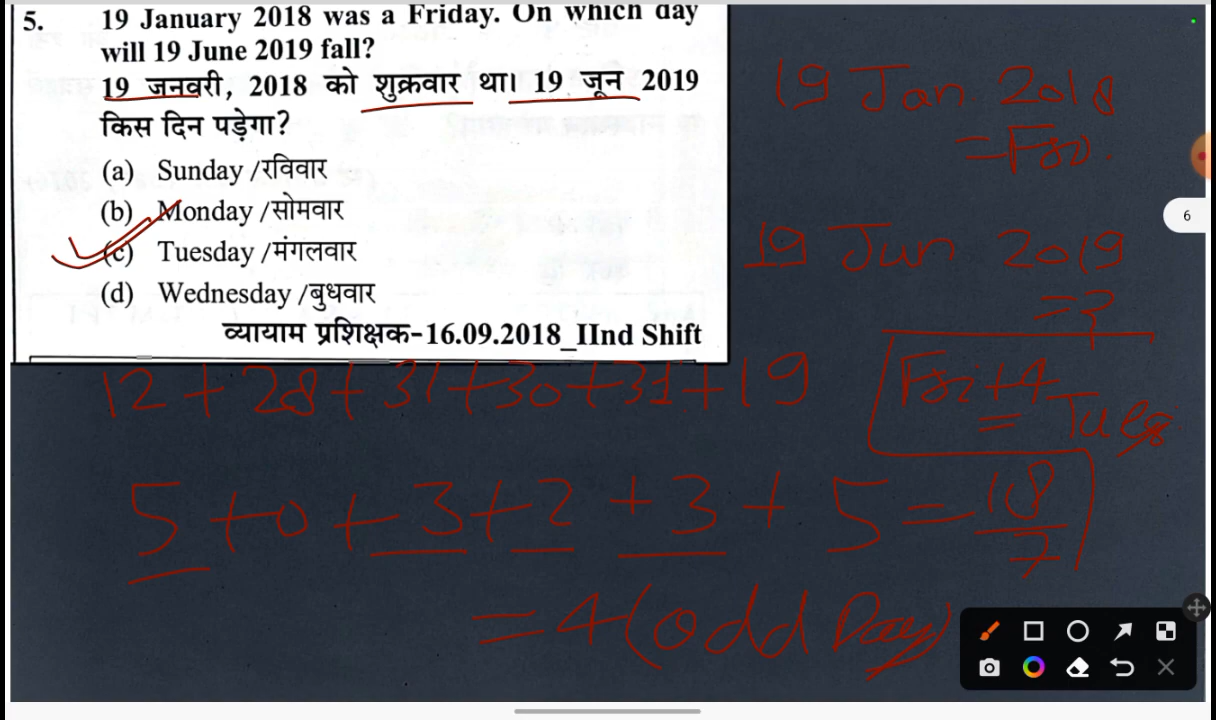 5. 19 January 2018 was a Friday. On which day
will 19 June 2019 fall?
19 जनवरी, 2018 को शुक्रवार था। 19 जून 2019
किस दिन पड़ेगा?
(a) Sunday /रविवार
(b) Monday /सोमवार
(c) Tuesday /मंगलवार
(d) Wednesday /बुधवार
व्यायाम प्रशिक्षक-16.09.2018_IInd Shift
19 Jan 2018
= Fri.
19 Jun 2019
= ?
Fri + 4
= Tues
12 + 28 + 31 + 30 + 31 + 19
5 + 0 + 3 + 2 + 3 + 5 = 18/7
= 4 (odd Day)
6